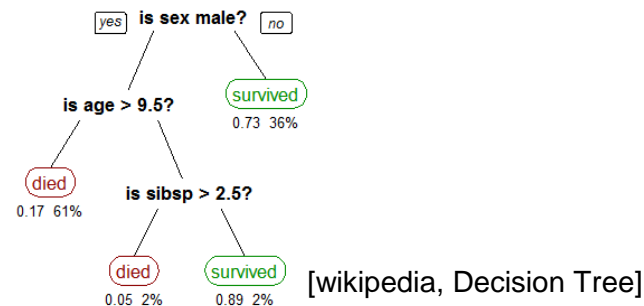 yes is sex male? no
survived
0.73 36%
is age > 9.5?
died
0.17 61%
is sibsp > 2.5?
died survived
0.05 2% 0.89 2%
[wikipedia, Decision Tree]